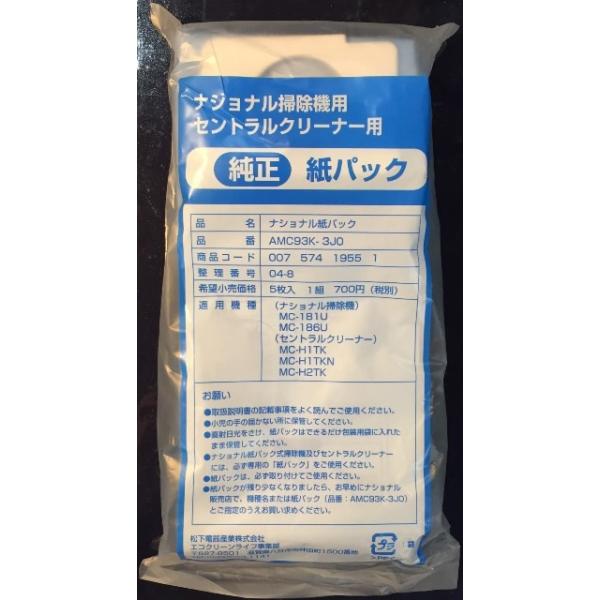 ナショナル掃除機用
セントラルクリーナー用
純正 紙パック
品名 ナショナル紙パック
品番 AMC93K-3J0
商品コード 007 574 1955 1
整理番号 04-8
希望小売価格 5枚入 1組 700円(税別)
適用機種 (ナショナル掃除機)
MC-181U
MC-186U
(セントラルクリーナー)
MC-H1TK
MC-H1TKN
MC-H2TK
お願い
●取扱説明書の記載事項をよく読んでご使用ください。
●小児の手の届かない所に保管してください。
●直射日光をさけ、紙パックはできるだけ包装用袋に入れた
まま保管してください。
●ナショナル紙パック式掃除機及びセントラルクリーナー
には、必ず専用の「紙パック」をご使用ください。
●紙パックは、必ず取り付けてご使用ください。
●紙パックが残り少なくなりましたら、お早めにナショナル
販売店で、機種名または紙パック(品番:AMC93K-3J0)
とご指定のうえお買い求めください。
松下電器産業株式会社
エコクリーンライフ事業部
〒527-8501 1500番地
プラ